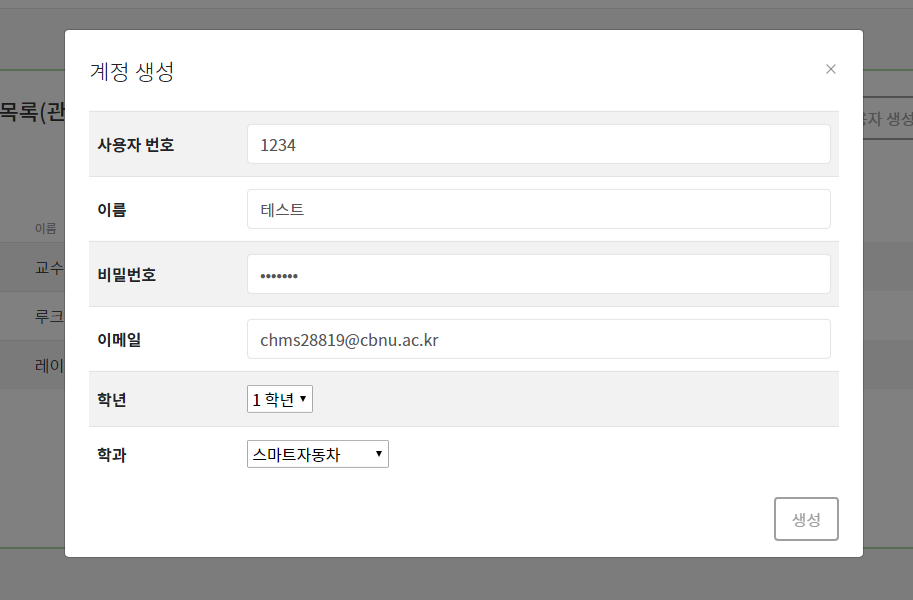 계정 생성
×
목록(관
자 생성
사용자 번호
1234
이름
테스트
이름
비밀번호
•••••••
교수
루크
이메일
chms28819@cbnu.ac.kr
레이
학년
1 학년
학과
스마트자동차
생성